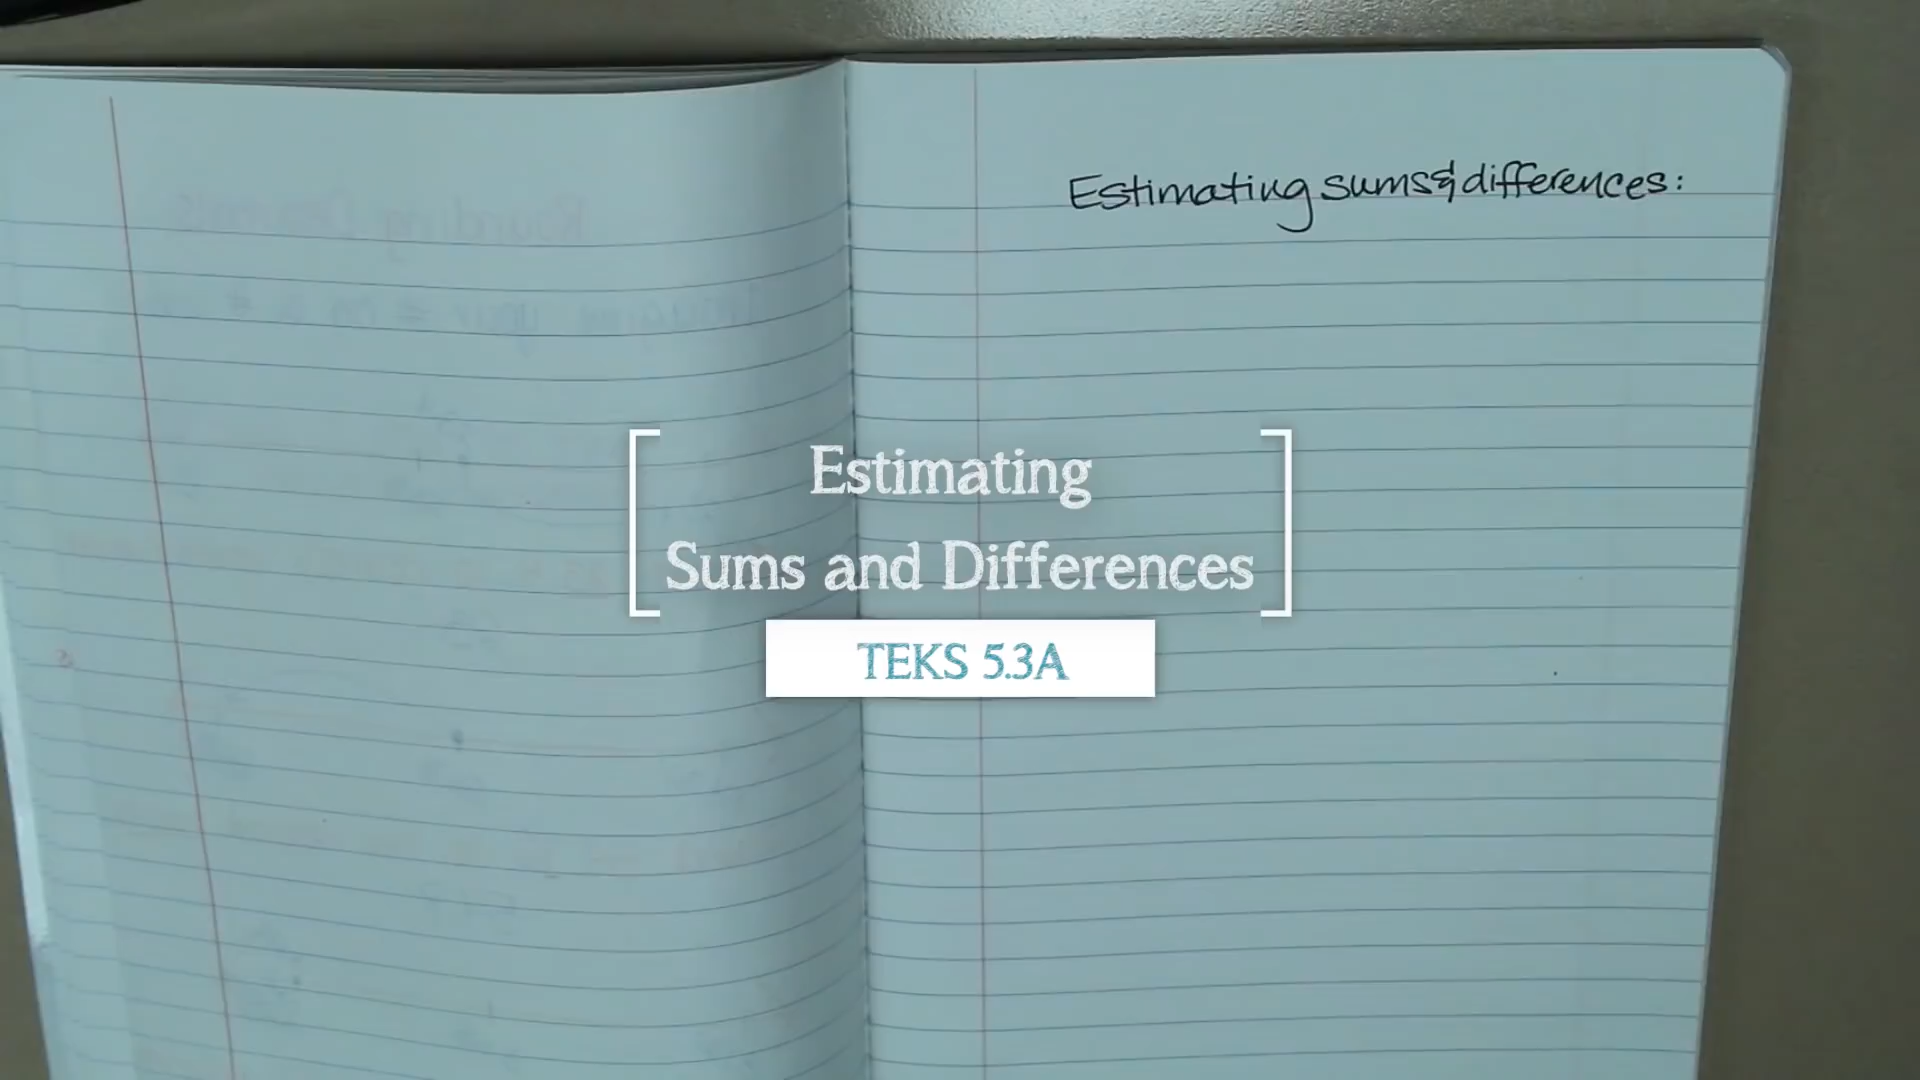 Estimating sums & differences:
Estimating
Sums and Differences
TEKS 5.3A